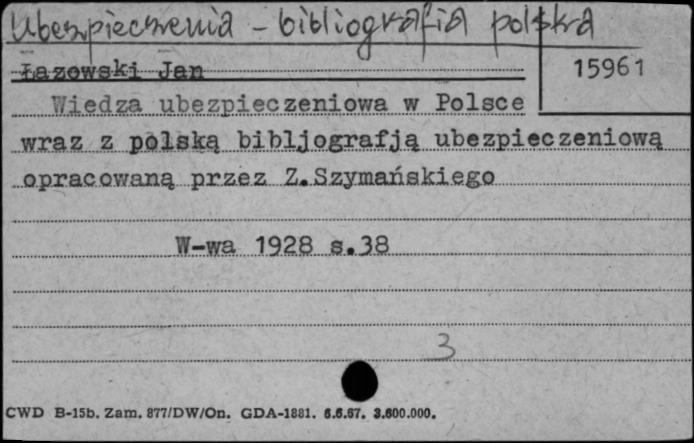 Ubezpieczenia - bibliografia polska
Łazowski Jan
15961
Wiedza ubezpieczeniowa w Polsce
wraz z polską bibljografją ubezpieczeniową
opracowaną przez Z.Szymańskiego
W-wa 1928 s.38
3
CWD B-15b. Zam. 877/DW/On. GDA-1881. 6.6.67. 3.600.000.